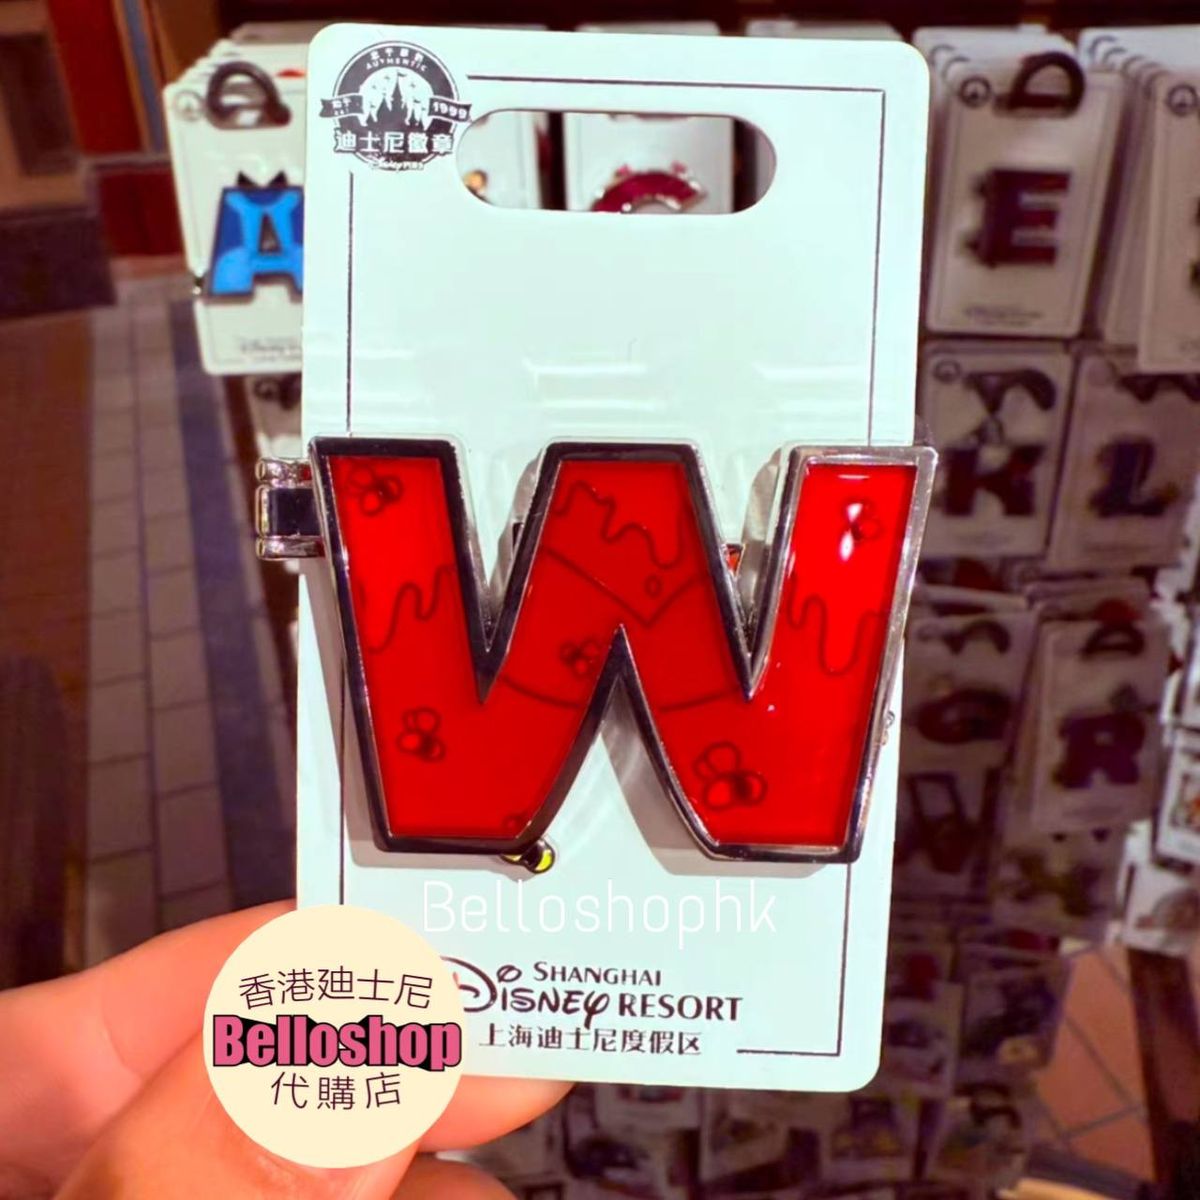 AUTHENTIC
1999
迪士尼徽章
A
E
W
K
L
R
Belloshophk
SHANGHAI
Disney RESORT
上海迪士尼度假区
香港廸士尼
Belloshop
代購店